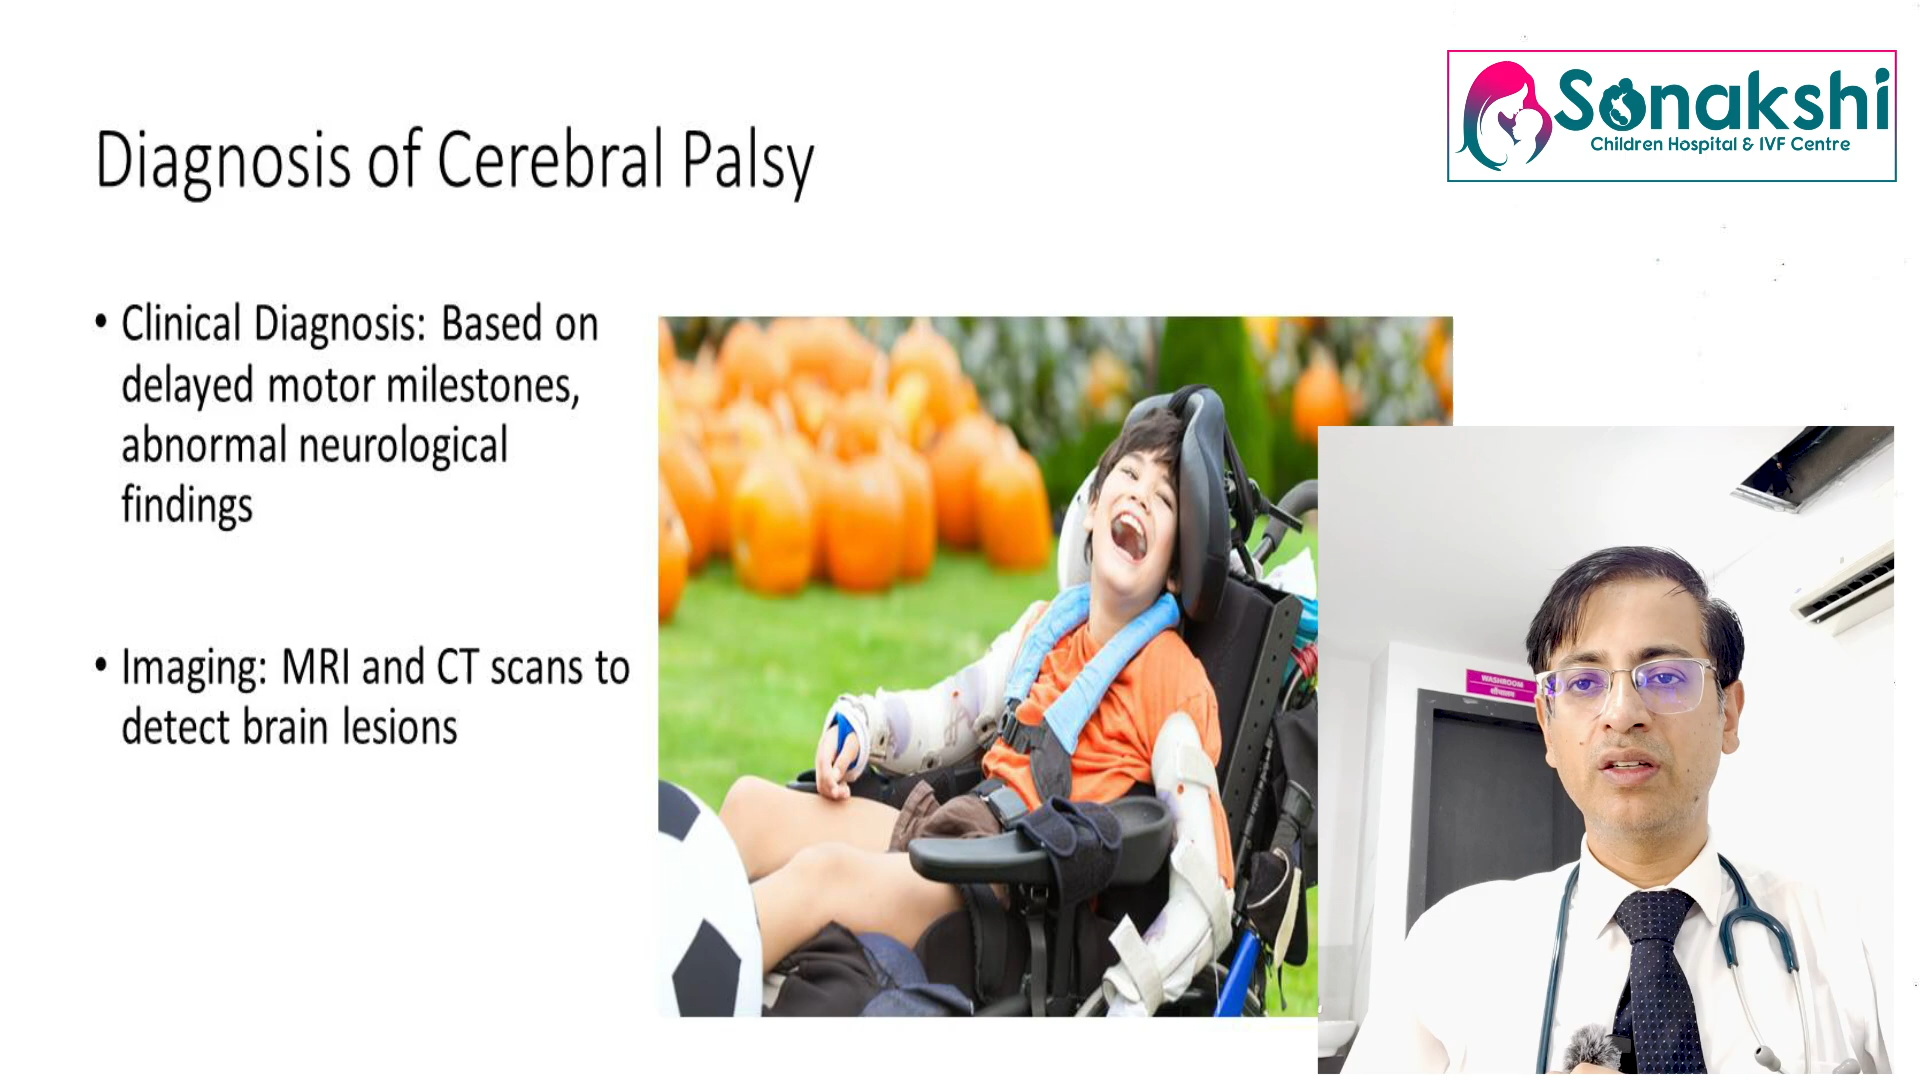 Sonakshi
Children Hospital & IVF Centre
Diagnosis of Cerebral Palsy
• Clinical Diagnosis: Based on
delayed motor milestones,
abnormal neurological
findings
• Imaging: MRI and CT scans to
detect brain lesions
WASHROOM
शौचालय